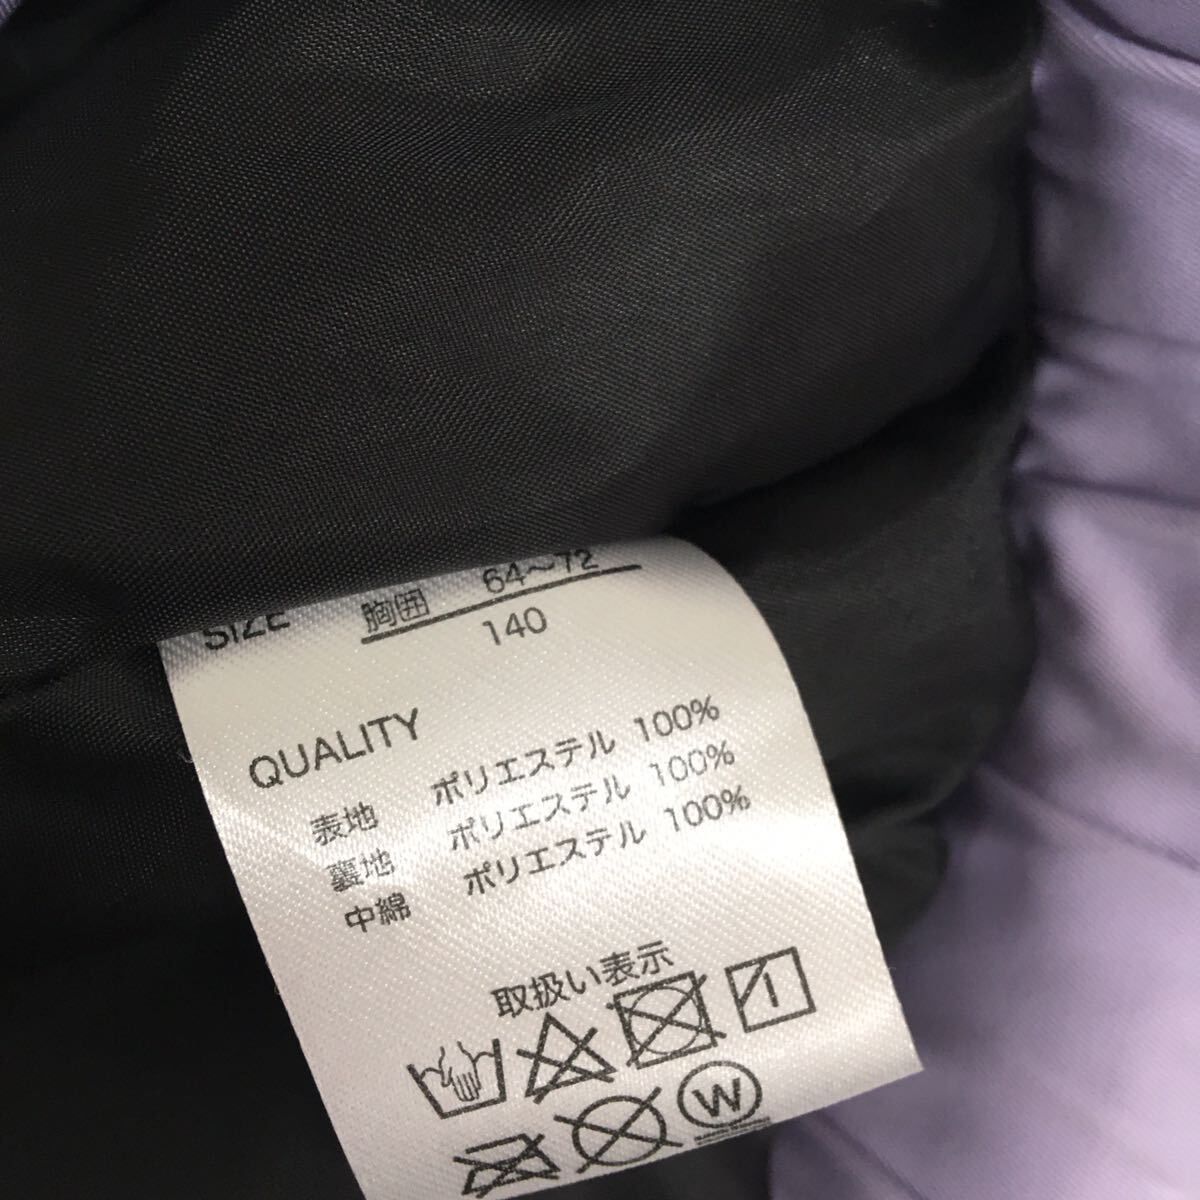 SIZE 胸囲 64~72
140
QUALITY
表地 ポリエステル 100%
裏地 ポリエステル 100%
中綿 ポリエステル 100%
取扱い表示
W